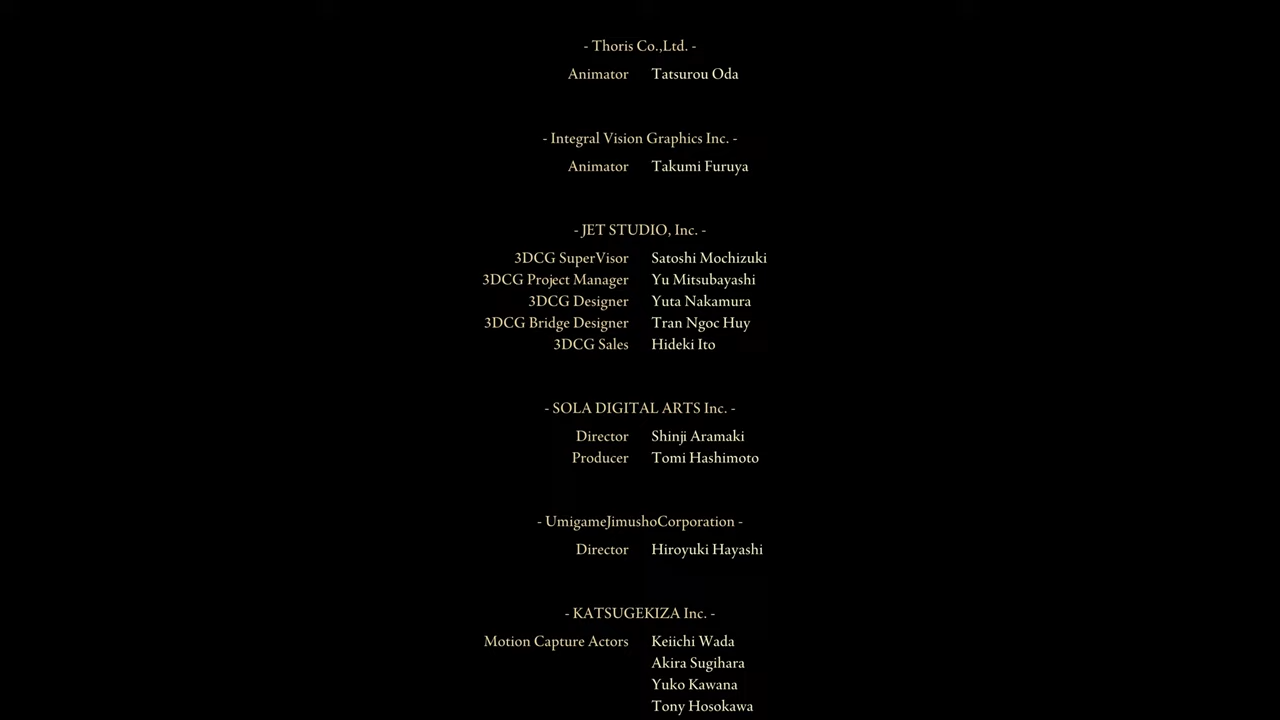 - Thoris Co.,Ltd. -
Animator Tatsurou Oda
- Integral Vision Graphics Inc. -
Animator Takumi Furuya
- JET STUDIO, Inc. -
3DCG SuperVisor Satoshi Mochizuki
3DCG Project Manager Yu Mitsubayashi
3DCG Designer Yuta Nakamura
3DCG Bridge Designer Tran Ngoc Huy
3DCG Sales Hideki Ito
- SOLA DIGITAL ARTS Inc. -
Director Shinji Aramaki
Producer Tomi Hashimoto
- UmigameJimushoCorporation -
Director Hiroyuki Hayashi
- KATSUGEKIZA Inc. -
Motion Capture Actors Keiichi Wada
Akira Sugihara
Yuko Kawana
Tony Hosokawa